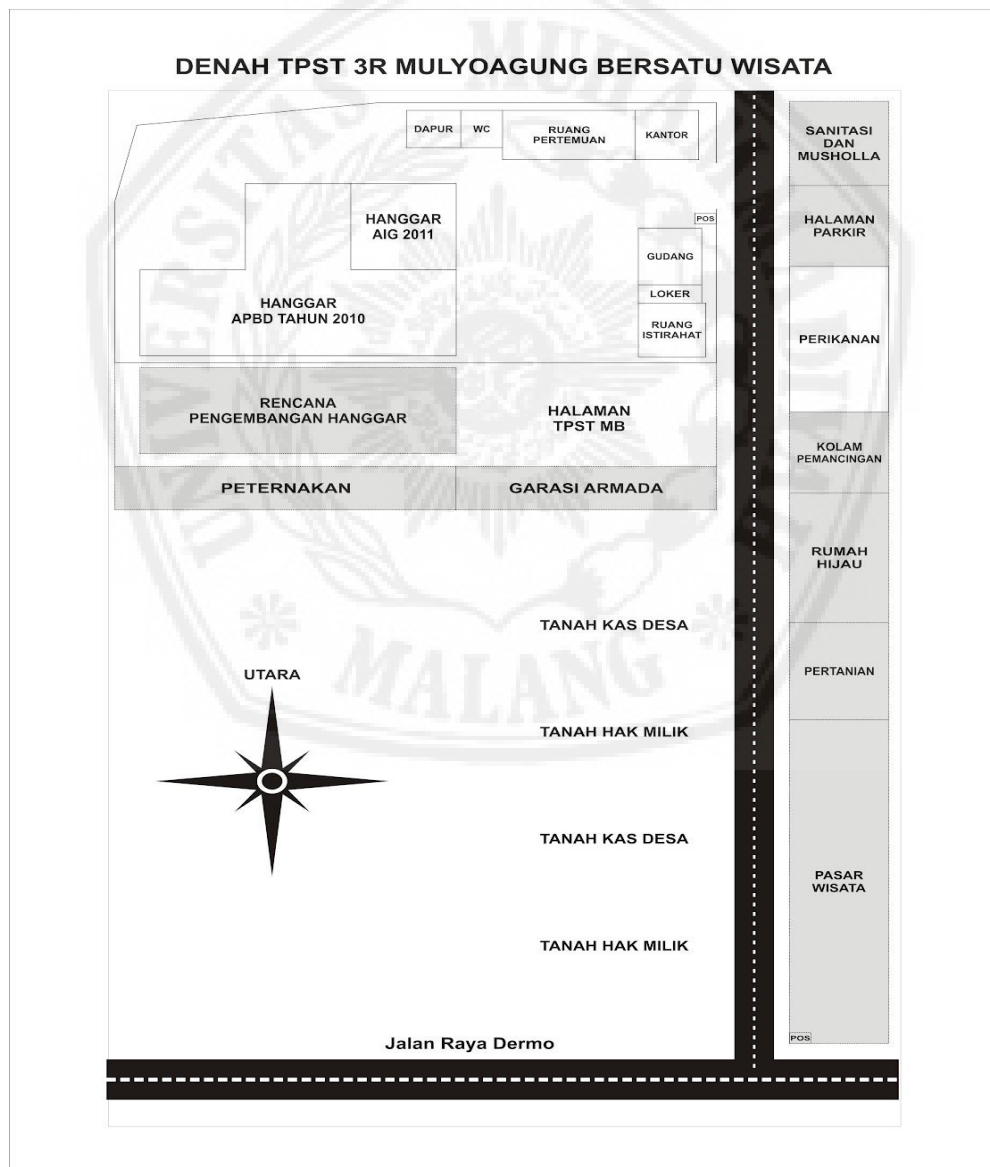 DENAH TPST 3R MULYOAGUNG BERSATU WISATA
DAPUR
WC
RUANG
PERTEMUAN
KANTOR
SANITASI
DAN
MUSHOLLA
HANGGAR
AIG 2011
POS
HALAMAN
PARKIR
GUDANG
LOKER
RUANG
ISTIRAHAT
HANGGAR
APBD TAHUN 2010
PERIKANAN
RENCANA
PENGEMBANGAN HANGGAR
HALAMAN
TPST MB
KOLAM
PEMANCINGAN
PETERNAKAN
GARASI ARMADA
RUMAH
HIJAU
TANAH KAS DESA
PERTANIAN
UTARA
TANAH HAK MILIK
TANAH KAS DESA
PASAR
WISATA
TANAH HAK MILIK
POS
Jalan Raya Dermo
UNIVERSITAS MUHAMMADIYAH
MALANG